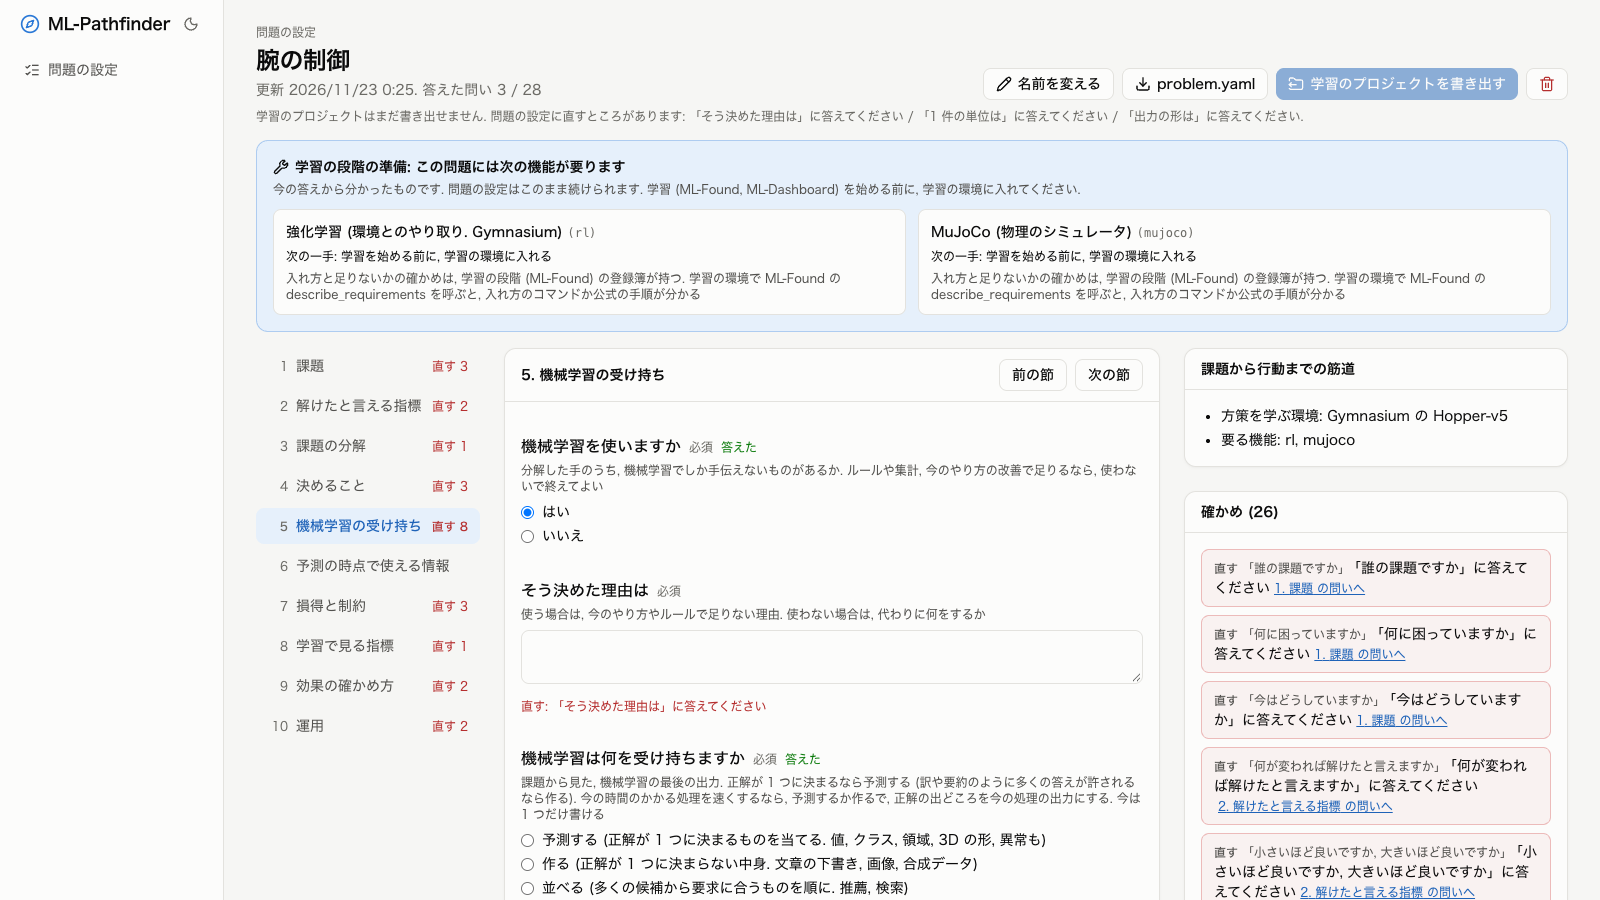 ML-Pathfinder
問題の設定
問題の設定
腕の制御
更新 2026/11/23 0:25. 答えた問い 3 / 28
名前を変える
problem.yaml
学習のプロジェクトを書き出す
学習のプロジェクトはまだ書き出せません. 問題の設定に直すところがあります: 「そう決めた理由は」に答えてください / 「1 件の単位は」に答えてください / 「出力の形は」に答えてください.
学習の段階の準備: この問題には次の機能が要ります
今の答えから分かったものです. 問題の設定はこのまま続けられます. 学習 (ML-Found, ML-Dashboard) を始める前に, 学習の環境に入れてください.
強化学習 (環境とのやり取り. Gymnasium) (rl)
次の一手: 学習を始める前に, 学習の環境に入れる
入れ方と足りないかの確かめは, 学習の段階 (ML-Found) の登録簿が持つ. 学習の環境で ML-Found の
describe_requirements を呼ぶと, 入れ方のコマンドか公式の手順が分かる
MuJoCo (物理のシミュレータ) (mujoco)
次の一手: 学習を始める前に, 学習の環境に入れる
入れ方と足りないかの確かめは, 学習の段階 (ML-Found) の登録簿が持つ. 学習の環境で ML-Found の
describe_requirements を呼ぶと, 入れ方のコマンドか公式の手順が分かる
1 課題 直す 3
2 解けたと言える指標 直す 2
3 課題の分解 直す 1
4 決めること 直す 3
5 機械学習の受け持ち 直す 8
6 予測の時点で使える情報
7 損得と制約 直す 3
8 学習で見る指標 直す 1
9 効果の確かめ方 直す 2
10 運用 直す 2
5. 機械学習の受け持ち
前の節
次の節
機械学習を使いますか 必須 答えた
分解した手のうち, 機械学習でしか手伝えないものがあるか. ルールや集計, 今のやり方の改善で足りるなら, 使わな
いで終えてよい
はい
いいえ
そう決めた理由は 必須
使う場合は, 今のやり方やルールで足りない理由. 使わない場合は, 代わりに何をするか
直す: 「そう決めた理由は」に答えてください
機械学習は何を受け持ちますか 必須 答えた
課題から見た, 機械学習の最後の出力. 正解が 1 つに決まるなら予測する (訳や要約のように多くの答えが許される
なら作る). 今の時間のかかる処理を速くするなら, 予測するか作るで, 正解の出どころを今の処理の出力にする. 今は
1 つだけ書ける
予測する (正解が 1 つに決まるものを当てる. 値, クラス, 領域, 3D の形, 異常も)
作る (正解が 1 つに決まらない中身. 文章の下書き, 画像, 合成データ)
並べる (多くの候補から要求に合うものを順に. 推薦, 検索)
課題から行動までの筋道
• 方策を学ぶ環境: Gymnasium の Hopper-v5
• 要る機能: rl, mujoco
確かめ (26)
直す 「誰の課題ですか」「誰の課題ですか」に答えて
ください 1. 課題 の問いへ
直す 「何に困っていますか」「何に困っていますか」に
答えてください 1. 課題 の問いへ
直す 「今はどうしていますか」「今はどうしています
か」に答えてください 1. 課題 の問いへ
直す 「何が変われば解けたと言えますか」「何が変われ
ば解けたと言えますか」に答えてください
2. 解けたと言える指標 の問いへ
直す 「小さいほど良いですか, 大きいほど良いですか」「小
さいほど良いですか, 大きいほど良いですか」に答
えてください 2. 解けたと言える指標 の問いへ